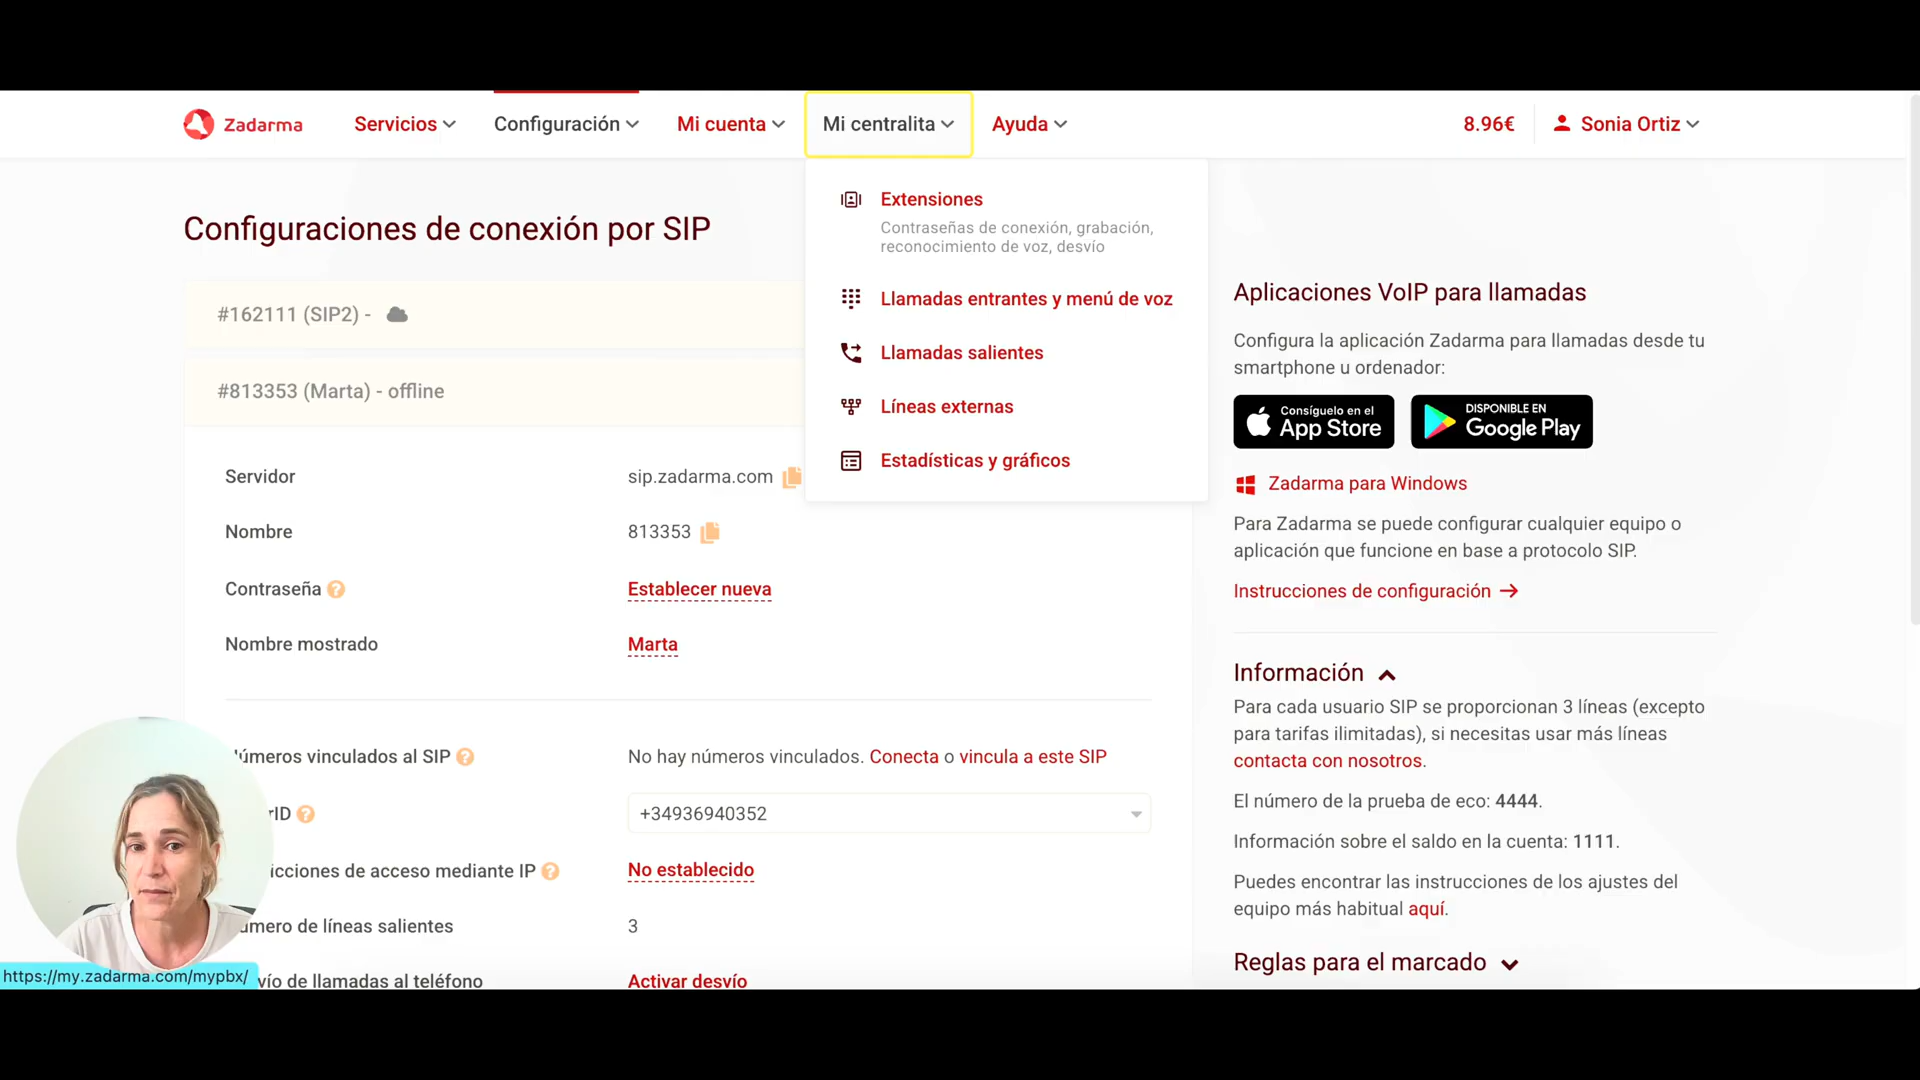 Zadarma
Servicios
Configuración
Mi cuenta
Mi centralita
Ayuda
8.96€
Sonia Ortiz
Configuraciones de conexión por SIP
#162111 (SIP2) -
#813353 (Marta) - offline
Servidor
sip.zadarma.com
Nombre
813353
Contraseña
Establecer nueva
Nombre mostrado
Marta
úmeros vinculados al SIP
No hay números vinculados. Conecta o vincula a este SIP
rID
+34936940352
icciones de acceso mediante IP
No establecido
úmero de líneas salientes
3
vío de llamadas al teléfono
Activar desvío
Extensiones
Contraseñas de conexión, grabación,
reconocimiento de voz, desvío
Llamadas entrantes y menú de voz
Llamadas salientes
Líneas externas
Estadísticas y gráficos
Aplicaciones VoIP para llamadas
Configura la aplicación Zadarma para llamadas desde tu
smartphone u ordenador:
Consíguelo en el
App Store
DISPONIBLE EN
Google Play
Zadarma para Windows
Para Zadarma se puede configurar cualquier equipo o
aplicación que funcione en base a protocolo SIP.
Instrucciones de configuración
Información
Para cada usuario SIP se proporcionan 3 líneas (excepto
para tarifas ilimitadas), si necesitas usar más líneas
contacta con nosotros.
El número de la prueba de eco: 4444.
Información sobre el saldo en la cuenta: 1111.
Puedes encontrar las instrucciones de los ajustes del
equipo más habitual aquí.
Reglas para el marcado
https://my.zadarma.com/mypbx/